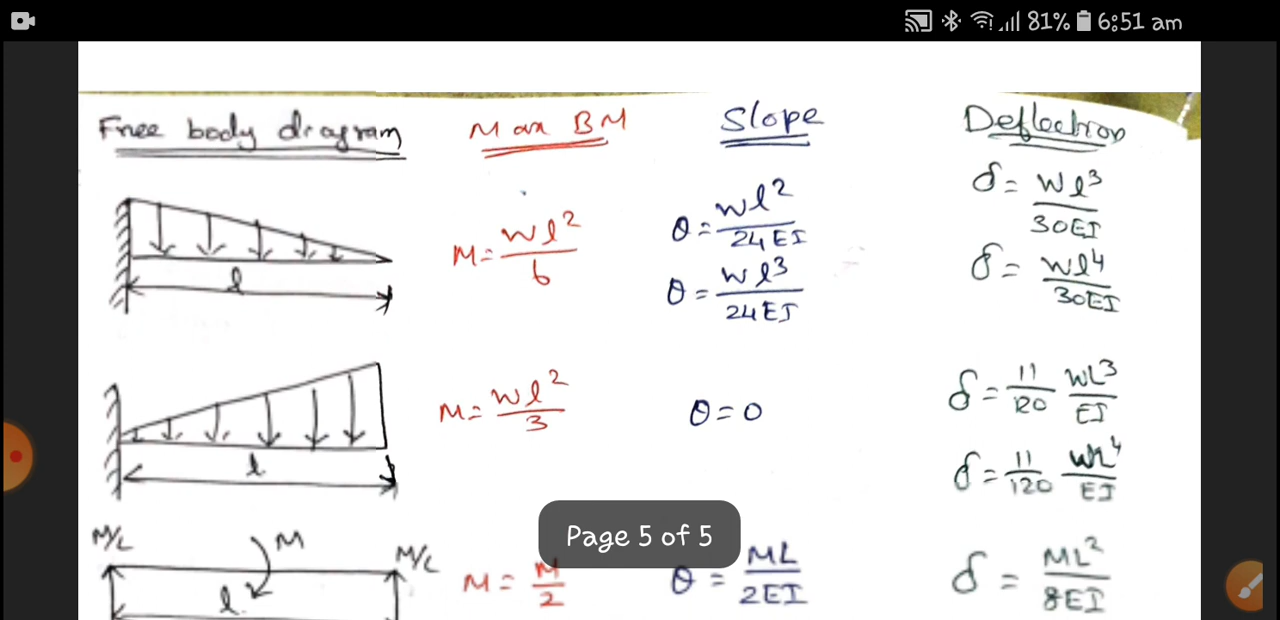 81% 6:51 am
Free body diagram Max BM Slope Deflection
M = Wl²/6 θ = Wl²/24EI δ = Wl³/30EI
θ = Wl³/24EI δ = Wl⁴/30EI
l
M = Wl²/3 θ = 0 δ = 11/120 WL³/EI
δ = 11/120 WL⁴/EI
l
M/L M M/L
l
M = M/2 θ = ML/2EI δ = ML²/8EI
Page 5 of 5